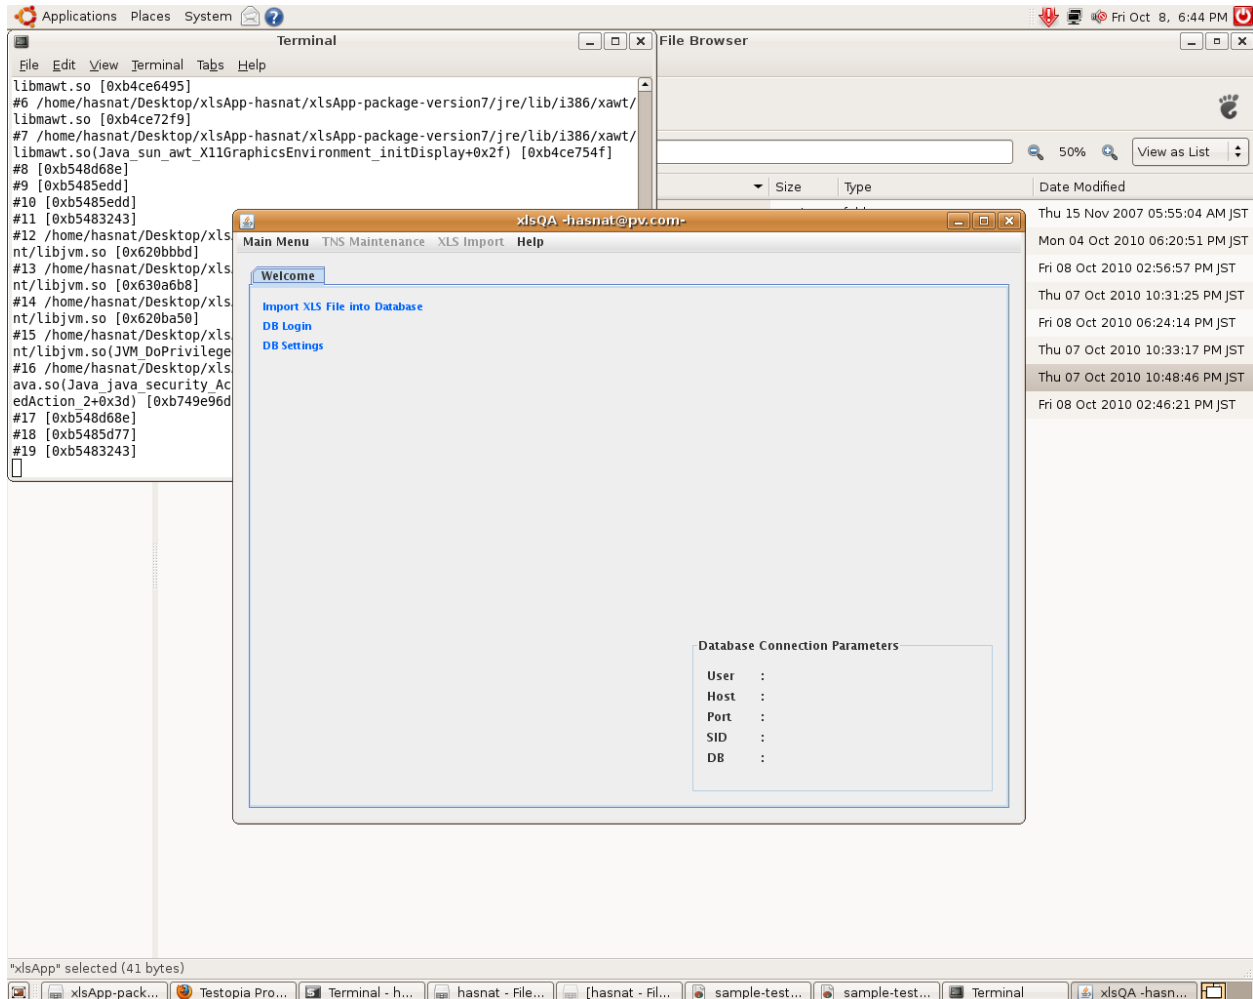 Applications Places System
Fri Oct 8, 6:44 PM
Terminal
File Edit View Terminal Tabs Help
libmawt.so [0xb4ce6495]
#6 /home/hasnat/Desktop/xlsApp-hasnat/xlsApp-package-version7/jre/lib/i386/xawt/
libmawt.so [0xb4ce72f9]
#7 /home/hasnat/Desktop/xlsApp-hasnat/xlsApp-package-version7/jre/lib/i386/xawt/
libmawt.so(Java_sun_awt_X11GraphicsEnvironment_initDisplay+0x2f) [0xb4ce754f]
#8 [0xb548d68e]
#9 [0xb5485edd]
#10 [0xb5485edd]
#11 [0xb5483243]
#12 /home/hasnat/Desktop/xls
nt/libjvm.so [0x620bbbd]
#13 /home/hasnat/Desktop/xls
nt/libjvm.so [0x630a6b8]
#14 /home/hasnat/Desktop/xls
nt/libjvm.so [0x620ba50]
#15 /home/hasnat/Desktop/xls
nt/libjvm.so(JVM_DoPrivilege
#16 /home/hasnat/Desktop/xls
ava.so(Java_java_security_Ac
edAction_2+0x3d) [0xb749e96d
#17 [0xb548d68e]
#18 [0xb5485d77]
#19 [0xb5483243]
File Browser
50% View as List
Size Type Date Modified
Thu 15 Nov 2007 05:55:04 AM JST
Mon 04 Oct 2010 06:20:51 PM JST
Fri 08 Oct 2010 02:56:57 PM JST
Thu 07 Oct 2010 10:31:25 PM JST
Fri 08 Oct 2010 06:24:14 PM JST
Thu 07 Oct 2010 10:33:17 PM JST
Thu 07 Oct 2010 10:48:46 PM JST
Fri 08 Oct 2010 02:46:21 PM JST
xlsQA -hasnat@pv.com-
Main Menu TNS Maintenance XLS Import Help
Welcome
Import XLS File into Database
DB Login
DB Settings
Database Connection Parameters
User :
Host :
Port :
SID :
DB :
"xlsApp" selected (41 bytes)
xlsApp-pack... Testopia Pro... Terminal - h... hasnat - File... [hasnat - Fil... sample-test... sample-test... Terminal xlsQA -hasn...